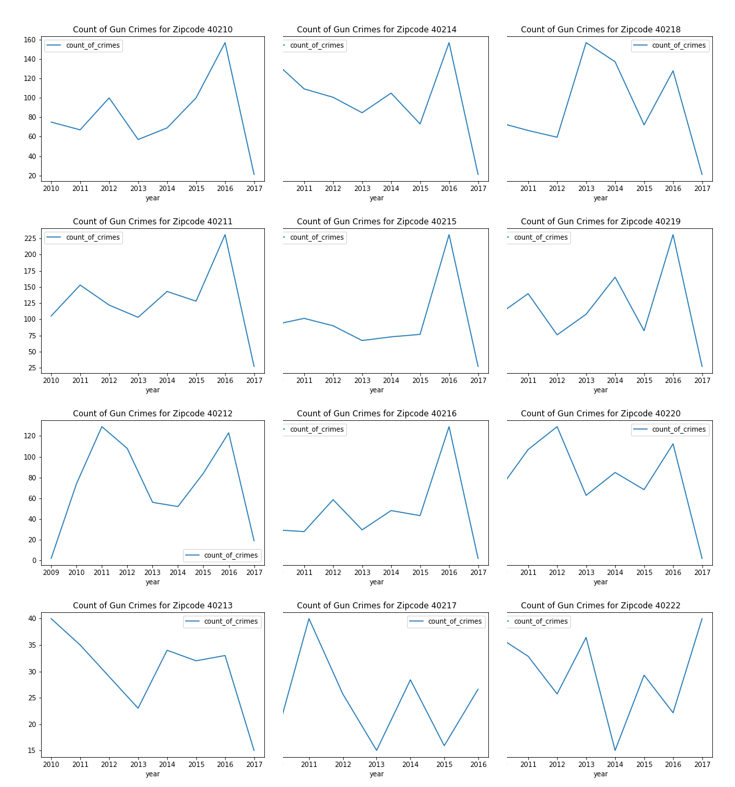 Count of Gun Crimes for Zipcode 40210
160
140
120
100
80
60
40
20
count_of_crimes
2010 2011 2012 2013 2014 2015 2016 2017
year
Count of Gun Crimes for Zipcode 40214
count_of_crimes
2011 2012 2013 2014 2015 2016 2017
year
Count of Gun Crimes for Zipcode 40218
count_of_crimes
2011 2012 2013 2014 2015 2016 2017
year
Count of Gun Crimes for Zipcode 40211
225
200
175
150
125
100
75
50
25
count_of_crimes
2010 2011 2012 2013 2014 2015 2016 2017
year
Count of Gun Crimes for Zipcode 40215
count_of_crimes
2011 2012 2013 2014 2015 2016 2017
year
Count of Gun Crimes for Zipcode 40219
count_of_crimes
2011 2012 2013 2014 2015 2016 2017
year
Count of Gun Crimes for Zipcode 40212
120
100
80
60
40
20
0
count_of_crimes
2009 2010 2011 2012 2013 2014 2015 2016 2017
year
Count of Gun Crimes for Zipcode 40216
count_of_crimes
2011 2012 2013 2014 2015 2016 2017
year
Count of Gun Crimes for Zipcode 40220
count_of_crimes
2011 2012 2013 2014 2015 2016 2017
year
Count of Gun Crimes for Zipcode 40213
40
35
30
25
20
15
count_of_crimes
2010 2011 2012 2013 2014 2015 2016 2017
year
Count of Gun Crimes for Zipcode 40217
count_of_crimes
2011 2012 2013 2014 2015 2016
year
Count of Gun Crimes for Zipcode 40222
count_of_crimes
2011 2012 2013 2014 2015 2016 2017
year